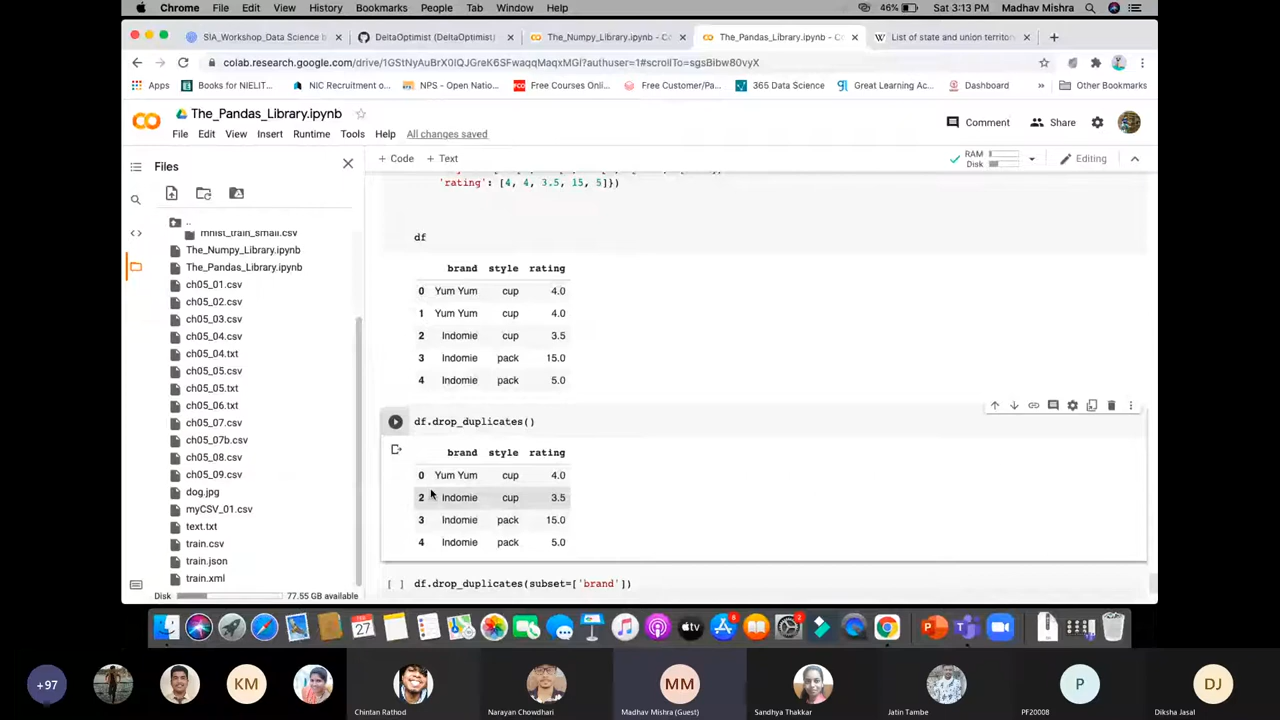 Chrome File Edit View History Bookmarks People Tab Window Help 46% Sat 3:13 PM Madhav Mishra
SIA_Workshop_Data Science b
DeltaOptimist (DeltaOptimist)
The_Numpy_Library.ipynb - Co
The_Pandas_Library.ipynb - Co
List of state and union territor
colab.research.google.com/drive/
Apps Books for NIELIT... NIC Recruitment o... NPS - Open Natio... Free Courses Onli... Free Customer/Pa... 365 Data Science Great Learning Ac... Dashboard » Other Bookmarks
The_Pandas_Library.ipynb
File Edit View Insert Runtime Tools Help All changes saved
Comment Share
Files
+ Code + Text
RAM
Disk
Editing
..
mnist_train_small.csv
The_Numpy_Library.ipynb
The_Pandas_Library.ipynb
ch05_01.csv
ch05_02.csv
ch05_03.csv
ch05_04.csv
ch05_04.txt
ch05_05.csv
ch05_05.txt
ch05_06.txt
ch05_07.csv
ch05_07b.csv
ch05_08.csv
ch05_09.csv
dog.jpg
myCSV_01.csv
text.txt
train.csv
train.json
train.xml
Disk 77.55 GB available
'rating': [4, 4, 3.5, 15, 5]})
df
brand style rating
0 Yum Yum cup 4.0
1 Yum Yum cup 4.0
2 Indomie cup 3.5
3 Indomie pack 15.0
4 Indomie pack 5.0
df.drop_duplicates()
brand style rating
0 Yum Yum cup 4.0
2 Indomie cup 3.5
3 Indomie pack 15.0
4 Indomie pack 5.0
[ ] df.drop_duplicates(subset=['brand'])
27
tv
+97
KM
MM
P
DJ
Chintan Rathod
Narayan Chowdhari
Madhav Mishra (Guest)
Sandhya Thakkar
Jatin Tambe
PF20008
Diksha Jasal